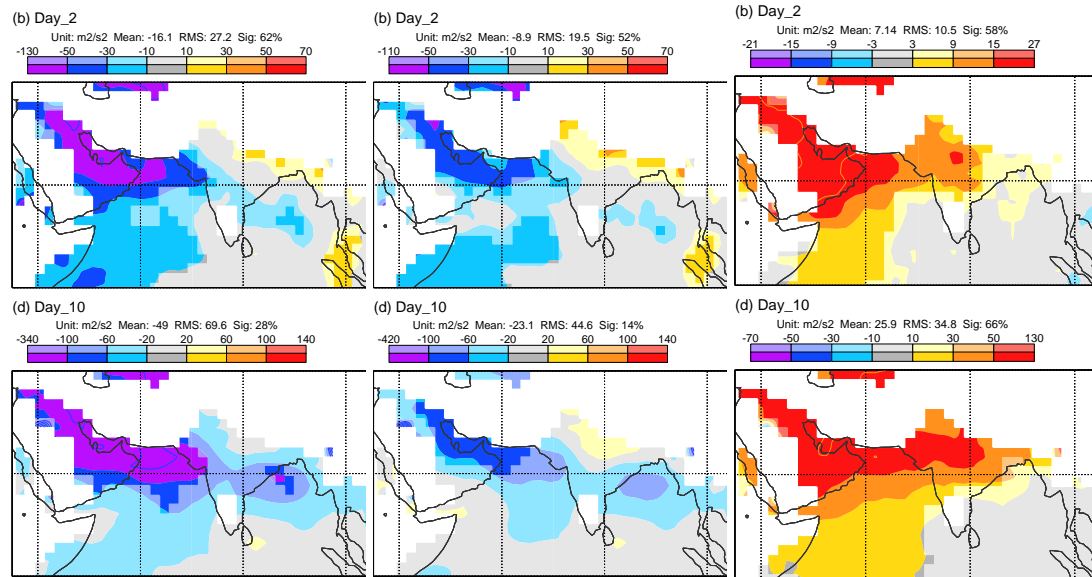 (b) Day_2
Unit: m2/s2 Mean: -16.1 RMS: 27.2 Sig: 62%
-130 -50 -30 -10 10 30 50 70
(b) Day_2
Unit: m2/s2 Mean: -8.9 RMS: 19.5 Sig: 52%
-110 -50 -30 -10 10 30 50 70
(b) Day_2
Unit: m2/s2 Mean: 7.14 RMS: 10.5 Sig: 58%
-21 -15 -9 -3 3 9 15 27
(d) Day_10
Unit: m2/s2 Mean: -49 RMS: 69.6 Sig: 28%
-340 -100 -60 -20 20 60 100 140
(d) Day_10
Unit: m2/s2 Mean: -23.1 RMS: 44.6 Sig: 14%
-420 -100 -60 -20 20 60 100 140
(d) Day_10
Unit: m2/s2 Mean: 25.9 RMS: 34.8 Sig: 66%
-70 -50 -30 -10 10 30 50 130